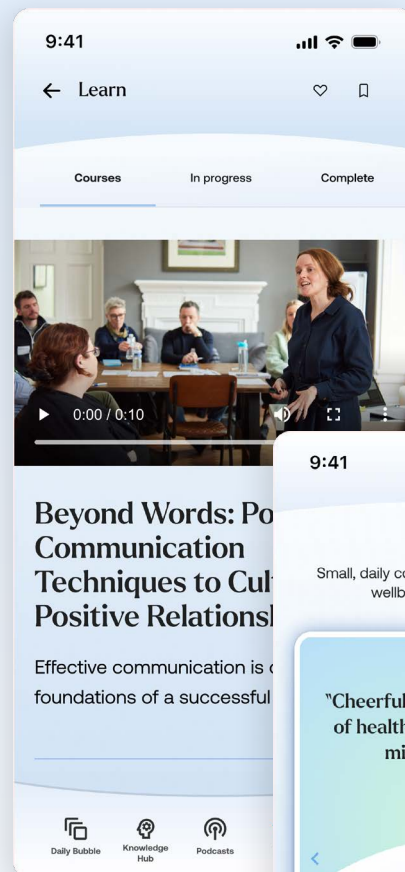 9:41
Learn
Courses In progress Complete
0:00 / 0:10
Beyond Words: Po
Communication
Techniques to Cul
Positive Relations
Effective communication is
foundations of a successful
Daily Bubble Knowledge Hub Podcasts
9:41
Small, daily co
wellb
"Cheerful
of health
mi